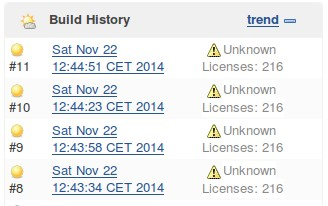 Build History trend
Sat Nov 22 Unknown
#11 12:44:51 CET 2014 Licenses: 216
Sat Nov 22 Unknown
#10 12:44:23 CET 2014 Licenses: 216
Sat Nov 22 Unknown
#9 12:43:58 CET 2014 Licenses: 216
Sat Nov 22 Unknown
#8 12:43:34 CET 2014 Licenses: 216